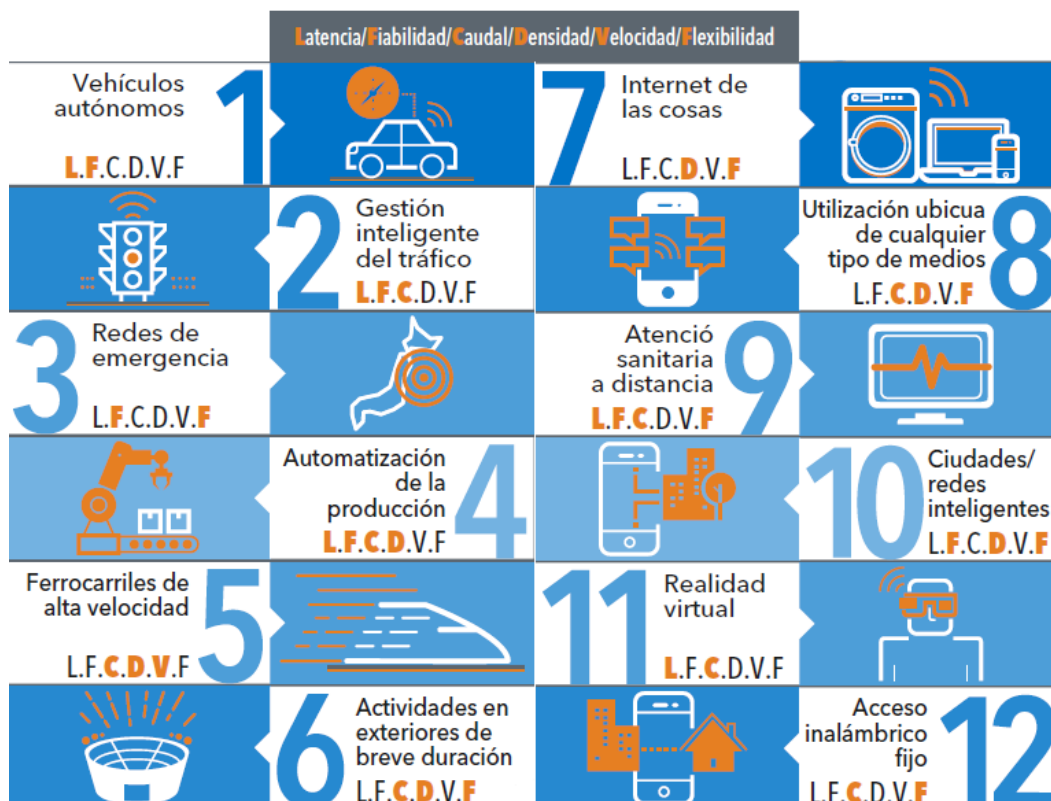 Latencia/Fiabilidad/Caudal/Densidad/Velocidad/Flexibilidad
Vehículos
autónomos
L.F.C.D.V.F
1
2
Gestión
inteligente
del tráfico
L.F.C.D.V.F
3
Redes de
emergencia
L.F.C.D.V.F
Automatización
de la
producción
L.F.C.D.V.F
4
Ferrocarriles de
alta velocidad
L.F.C.D.V.F
5
6
Actividades en
exteriores de
breve duración
L.F.C.D.V.F
7
Internet de
las cosas
L.F.C.D.V.F
Utilización ubicua
de cualquier
tipo de medios
L.F.C.D.V.F
8
Atenció
sanitaria
a distancia
L.F.C.D.V.F
9
10
Ciudades/
redes
inteligentes
L.F.C.D.V.F
11
Realidad
virtual
L.F.C.D.V.F
Acceso
inalámbrico
fijo
L.F.C.D.V.F
12